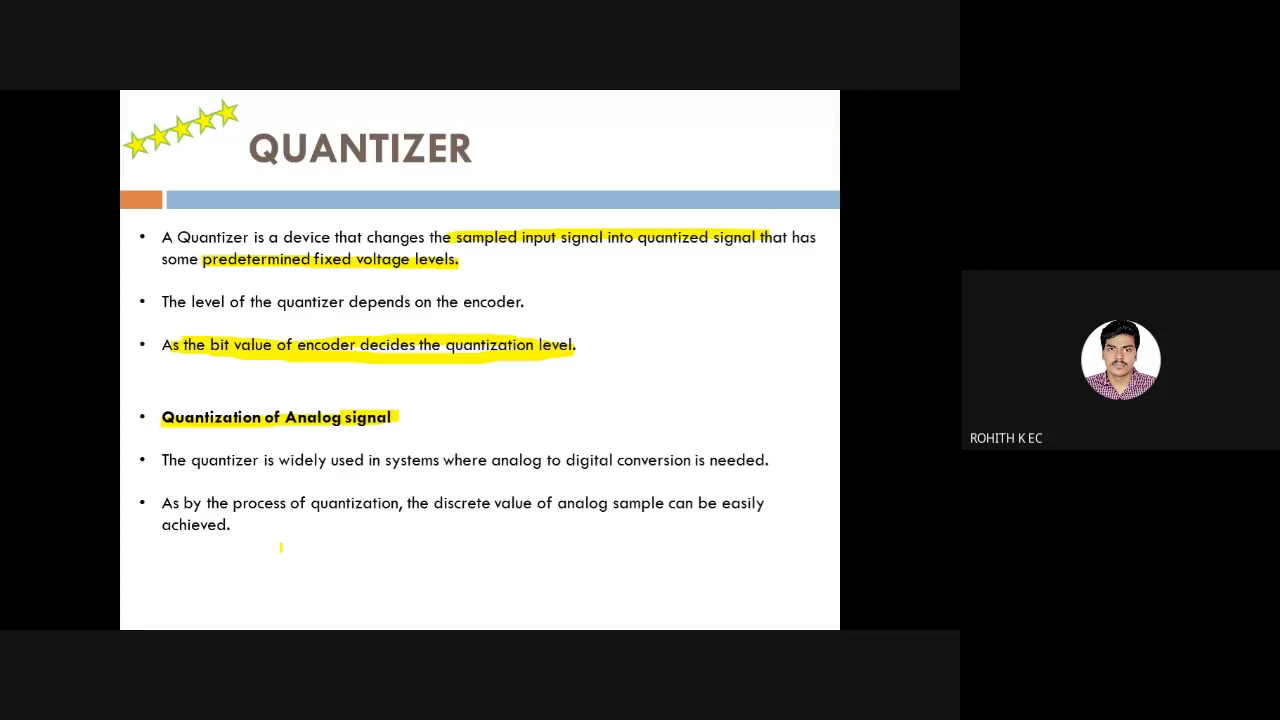 QUANTIZER
• A Quantizer is a device that changes the sampled input signal into quantized signal that has
some predetermined fixed voltage levels.
• The level of the quantizer depends on the encoder.
• As the bit value of encoder decides the quantization level.
• Quantization of Analog signal
• The quantizer is widely used in systems where analog to digital conversion is needed.
• As by the process of quantization, the discrete value of analog sample can be easily
achieved.
ROHITH K EC